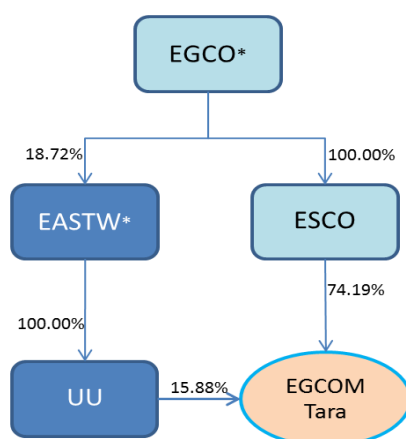 EGCO*
18.72%
100.00%
EASTW*
ESCO
100.00%
74.19%
UU
15.88%
EGCOM
Tara